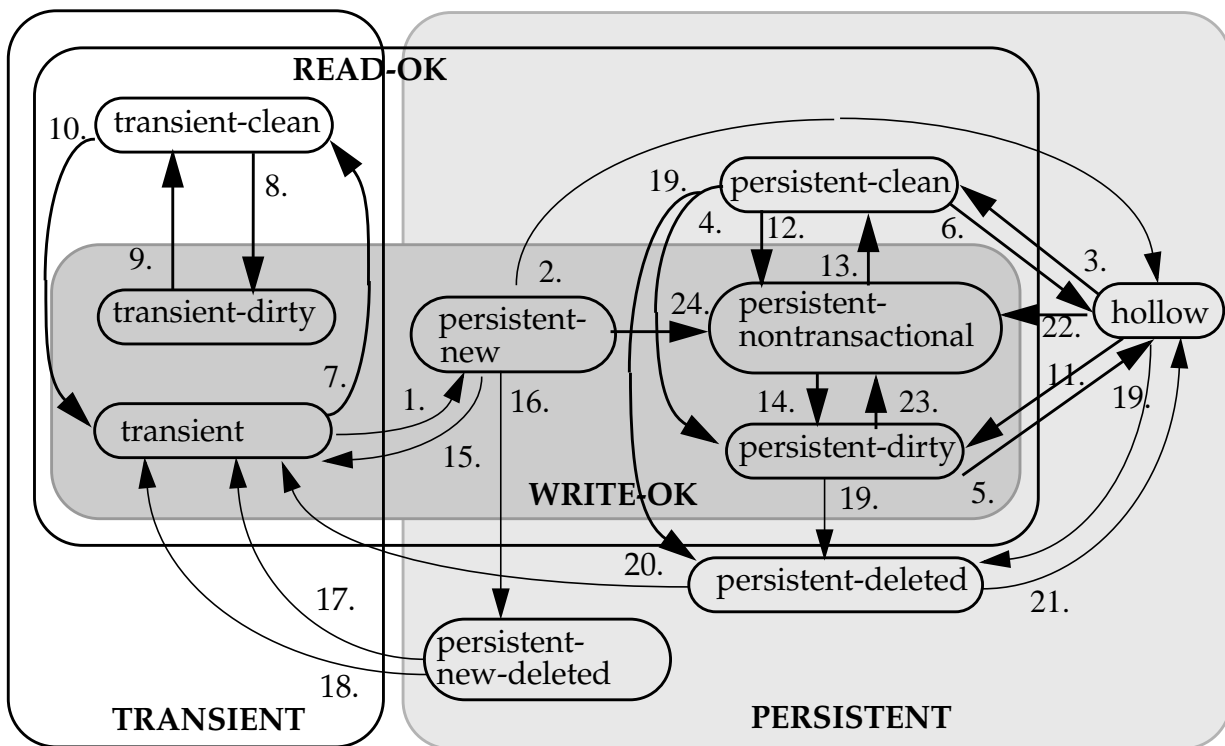 READ-OK
10.
transient-clean
8.
19.
persistent-clean
4.
12.
6.
9.
2.
13.
3.
transient-dirty
persistent-
new
24.
persistent-
nontransactional
22.
hollow
7.
1.
16.
14.
23.
11.
19.
transient
15.
persistent-dirty
WRITE-OK
19.
5.
20.
persistent-deleted
21.
17.
persistent-
new-deleted
18.
TRANSIENT
PERSISTENT